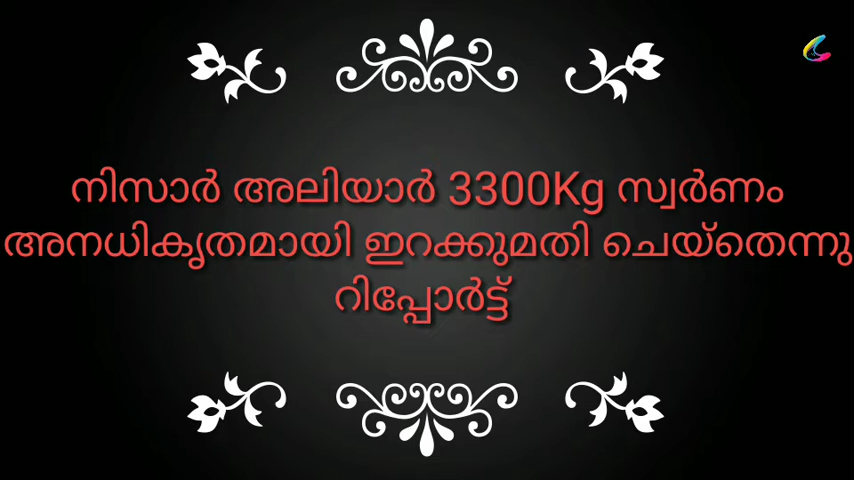 നിസാർ അലിയാർ 3300Kg സ്വർണം
അനധികൃതമായി ഇറക്കുമതി ചെയ്തെന്നു
റിപ്പോർട്ട്